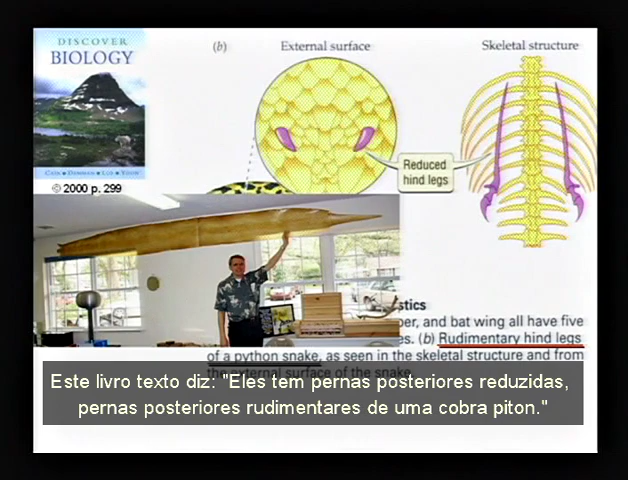 DISCOVER
BIOLOGY
© 2000 p. 299
(b)
External surface
Skeletal structure
Reduced
hind legs
stics
per, and bat wing all have five
es. (b) Rudimentary hind legs
of a python snake, as seen in the skeletal structure and from
the external surface of the snake.
Este livro texto diz: "Eles tem pernas posteriores reduzidas,
pernas posteriores rudimentares de uma cobra piton."